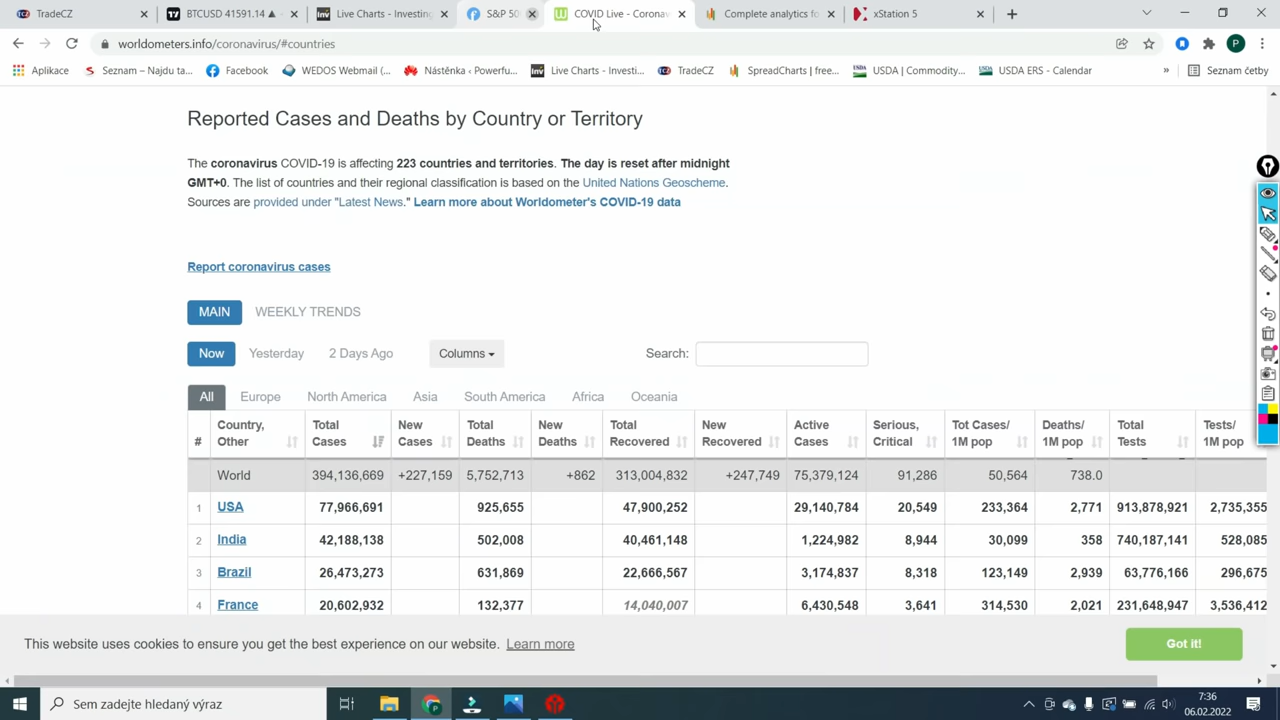 TradeCZ
BTCUSD 41591.14 ▲
Live Charts - Investing
S&P 50
COVID Live - Coronav
Complete analytics for
xStation 5
worldometers.info/coronavirus/#countries
Aplikace
Seznam – Najdu ta...
Facebook
WEDOS Webmail (...
Nástěnka ‹ Powerfu...
Live Charts - Investi...
TradeCZ
SpreadCharts | free...
USDA | Commodity...
USDA ERS - Calendar
»
Seznam četby
Reported Cases and Deaths by Country or Territory
The coronavirus COVID-19 is affecting 223 countries and territories. The day is reset after midnight
GMT+0. The list of countries and their regional classification is based on the United Nations Geoscheme.
Sources are provided under "Latest News." Learn more about Worldometer's COVID-19 data
Report coronavirus cases
MAIN WEEKLY TRENDS
Now Yesterday 2 Days Ago Columns Search:
All Europe North America Asia South America Africa Oceania
# Country, Other Total Cases New Cases Total Deaths New Deaths Total Recovered New Recovered Active Cases Serious, Critical Tot Cases/ 1M pop Deaths/ 1M pop Total Tests Tests/ 1M pop
World 394,136,669 +227,159 5,752,713 +862 313,004,832 +247,749 75,379,124 91,286 50,564 738.0
1 USA 77,966,691 925,655 47,900,252 29,140,784 20,549 233,364 2,771 913,878,921 2,735,355
2 India 42,188,138 502,008 40,461,148 1,224,982 8,944 30,099 358 740,187,141 528,085
3 Brazil 26,473,273 631,869 22,666,567 3,174,837 8,318 123,149 2,939 63,776,166 296,675
4 France 20,602,932 132,377 14,040,007 6,430,548 3,641 314,530 2,021 231,648,947 3,536,412
This website uses cookies to ensure you get the best experience on our website. Learn more Got it!
Sem zadejte hledaný výraz
7:36
06.02.2022